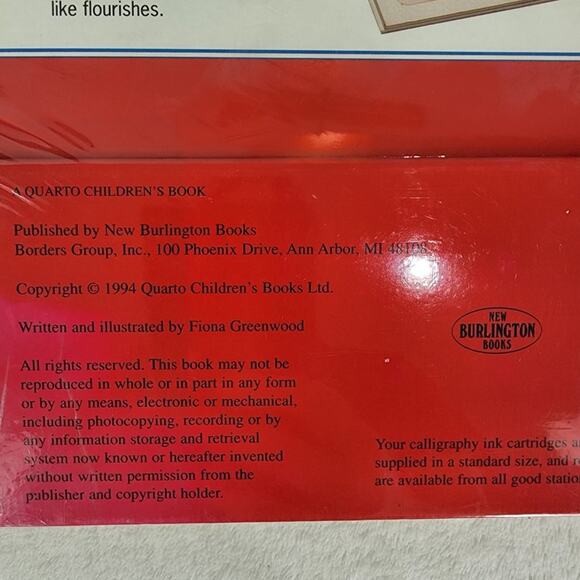 like flourishes.
A QUARTO CHILDREN'S BOOK
Published by New Burlington Books
Borders Group, Inc., 100 Phoenix Drive, Ann Arbor, MI 48108
Copyright © 1994 Quarto Children's Books Ltd.
Written and illustrated by Fiona Greenwood
NEW
BURLINGTON
BOOKS
All rights reserved. This book may not be
reproduced in whole or in part in any form
or by any means, electronic or mechanical,
including photocopying, recording or by
any information storage and retrieval
system now known or hereafter invented
without written permission from the
publisher and copyright holder.
Your calligraphy ink cartridges
supplied in a standard size, and
are available from all good